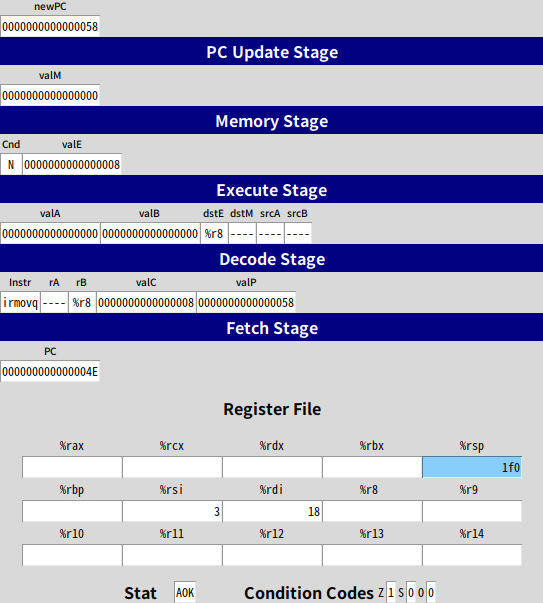 newPC
0000000000000058
PC Update Stage
valM
0000000000000000
Memory Stage
Cnd valE
N 0000000000000008
Execute Stage
valA valB dstE dstM srcA srcB
0000000000000000 0000000000000000 %r8 ---- ---- ----
Decode Stage
Instr rA rB valC valP
irmovq ---- %r8 0000000000000008 0000000000000058
Fetch Stage
PC
000000000000004E
Register File
%rax %rcx %rdx %rbx %rsp
1f0
%rbp %rsi %rdi %r8 %r9
3 18
%r10 %r11 %r12 %r13 %r14
Stat AOK Condition Codes Z 1 S 0 O 0